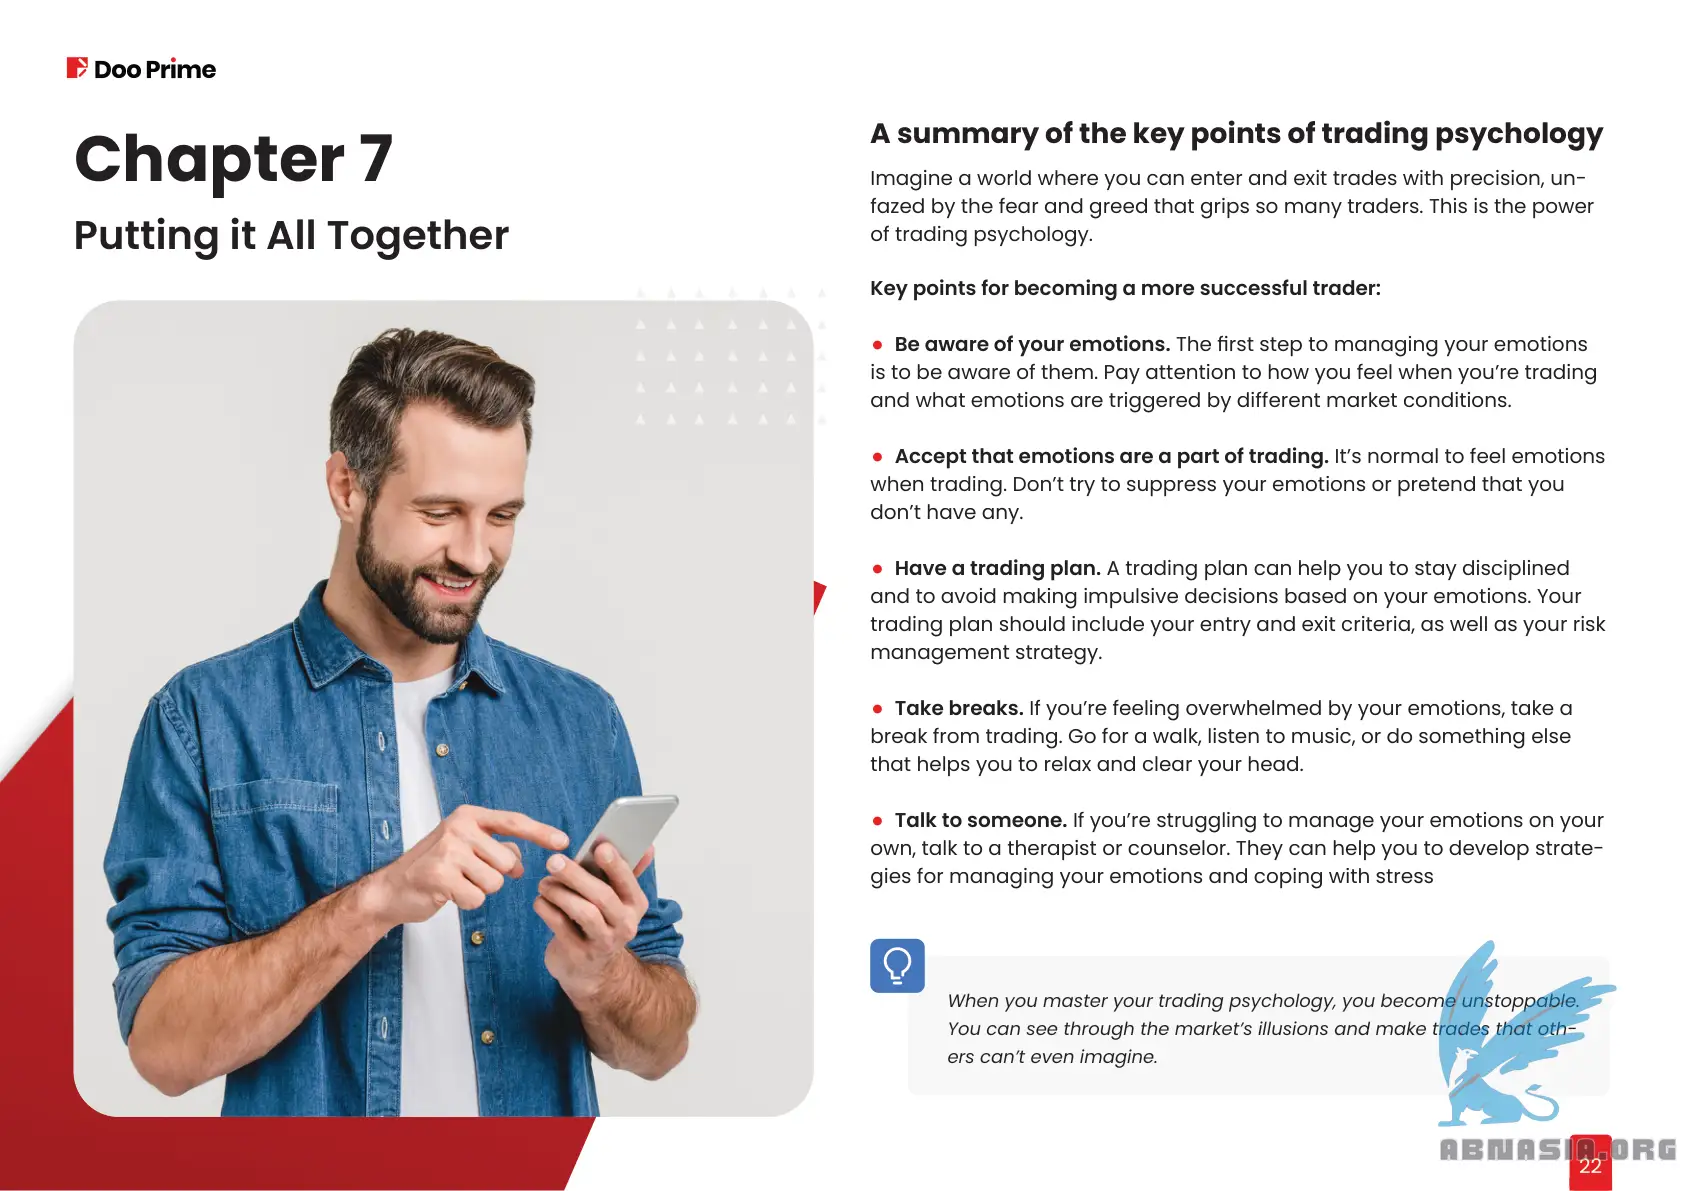 Doo Prime
Chapter 7
Putting it All Together
A summary of the key points of trading psychology
Imagine a world where you can enter and exit trades with precision, un-
fazed by the fear and greed that grips so many traders. This is the power
of trading psychology.
Key points for becoming a more successful trader:
• Be aware of your emotions. The first step to managing your emotions
is to be aware of them. Pay attention to how you feel when you’re trading
and what emotions are triggered by different market conditions.
• Accept that emotions are a part of trading. It’s normal to feel emotions
when trading. Don’t try to suppress your emotions or pretend that you
don’t have any.
• Have a trading plan. A trading plan can help you to stay disciplined
and to avoid making impulsive decisions based on your emotions. Your
trading plan should include your entry and exit criteria, as well as your risk
management strategy.
• Take breaks. If you’re feeling overwhelmed by your emotions, take a
break from trading. Go for a walk, listen to music, or do something else
that helps you to relax and clear your head.
• Talk to someone. If you’re struggling to manage your emotions on your
own, talk to a therapist or counselor. They can help you to develop strate-
gies for managing your emotions and coping with stress
When you master your trading psychology, you become unstoppable.
You can see through the market’s illusions and make trades that oth-
ers can’t even imagine.
ABNASIA.ORG
22